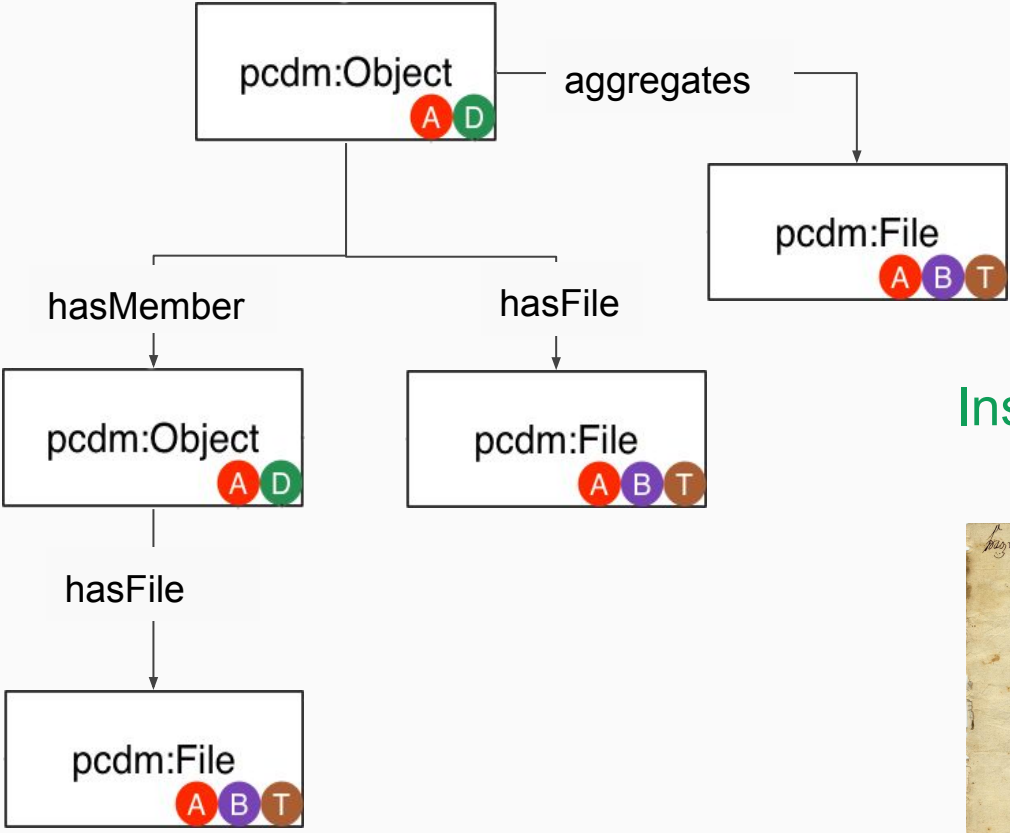 pcdm:Object
A D
aggregates
pcdm:File
A B T
hasMember
hasFile
pcdm:Object
A D
pcdm:File
A B T
Ins
hasFile
pcdm:File
A B T